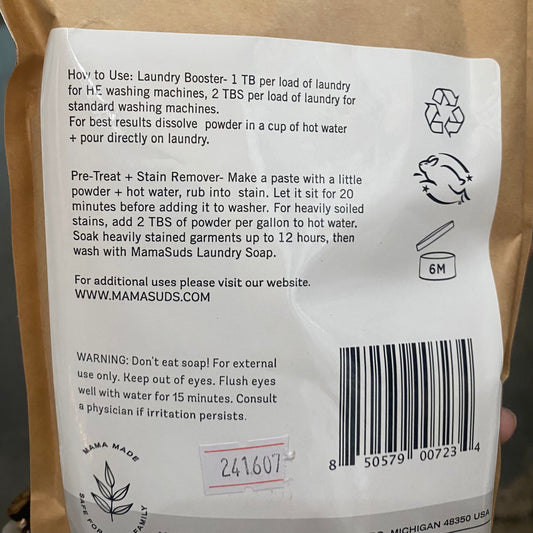 How to Use: Laundry Booster- 1 TB per load of laundry
for HE washing machines, 2 TBS per load of laundry for
standard washing machines.
For best results dissolve powder in a cup of hot water
+ pour directly on laundry.
Pre-Treat + Stain Remover- Make a paste with a little
powder + hot water, rub into stain. Let it sit for 20
minutes before adding it to washer. For heavily soiled
stains, add 2 TBS of powder per gallon to hot water.
Soak heavily stained garments up to 12 hours, then
wash with MamaSuds Laundry Soap.
6M
For additional uses please visit our website.
WWW.MAMASUDS.COM
WARNING: Don't eat soap! For external
use only. Keep out of eyes. Flush eyes
well with water for 15 minutes. Consult
a physician if irritation persists.
241607
8 50579 00723 4
MAMA MADE
SAFE FOR
FAMILY
MICHIGAN 48350 USA